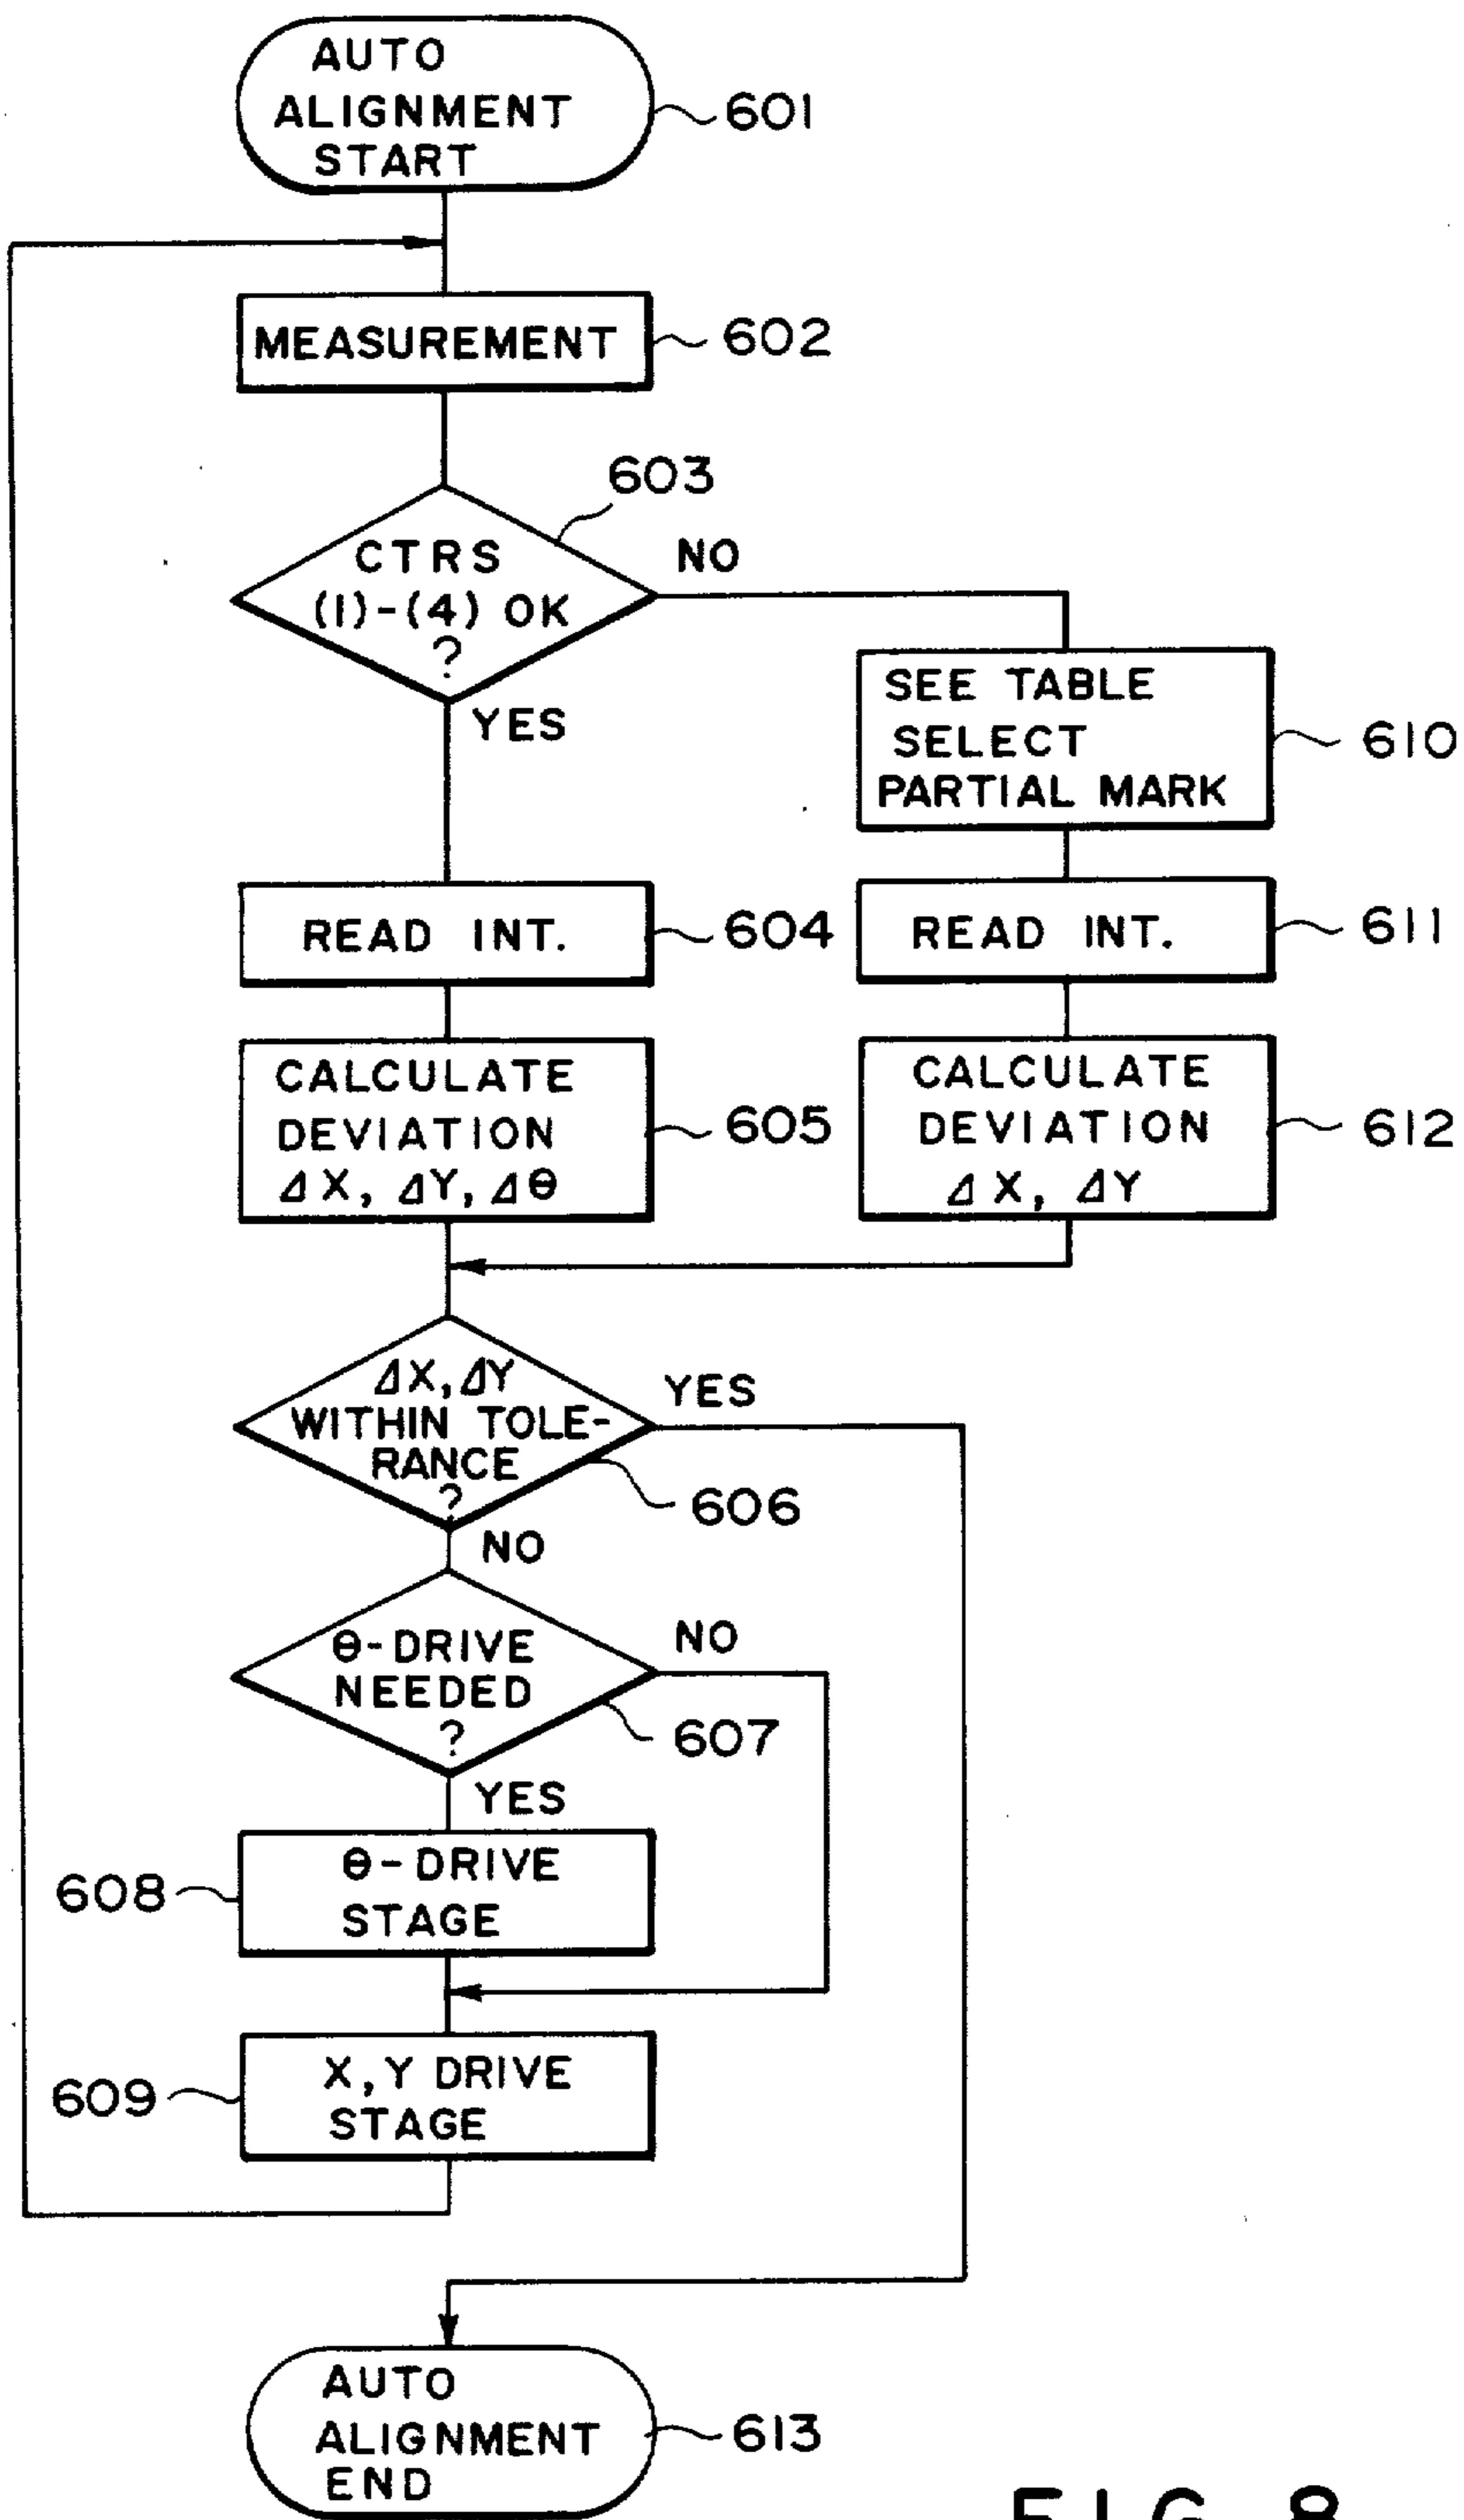 AUTO
ALIGNMENT
START
601
MEASUREMENT
602
603
CTRS
(1)-(4) OK
?
NO
YES
SEE TABLE
SELECT
PARTIAL MARK
610
READ INT.
604
READ INT.
611
CALCULATE
DEVIATION
ΔX, ΔY, Δθ
605
CALCULATE
DEVIATION
ΔX, ΔY
612
ΔX, ΔY
WITHIN TOLE-
RANCE
?
YES
606
NO
θ-DRIVE
NEEDED
?
NO
607
YES
θ-DRIVE
STAGE
608
X, Y DRIVE
STAGE
609
AUTO
ALIGNMENT
END
613
FIG. 8